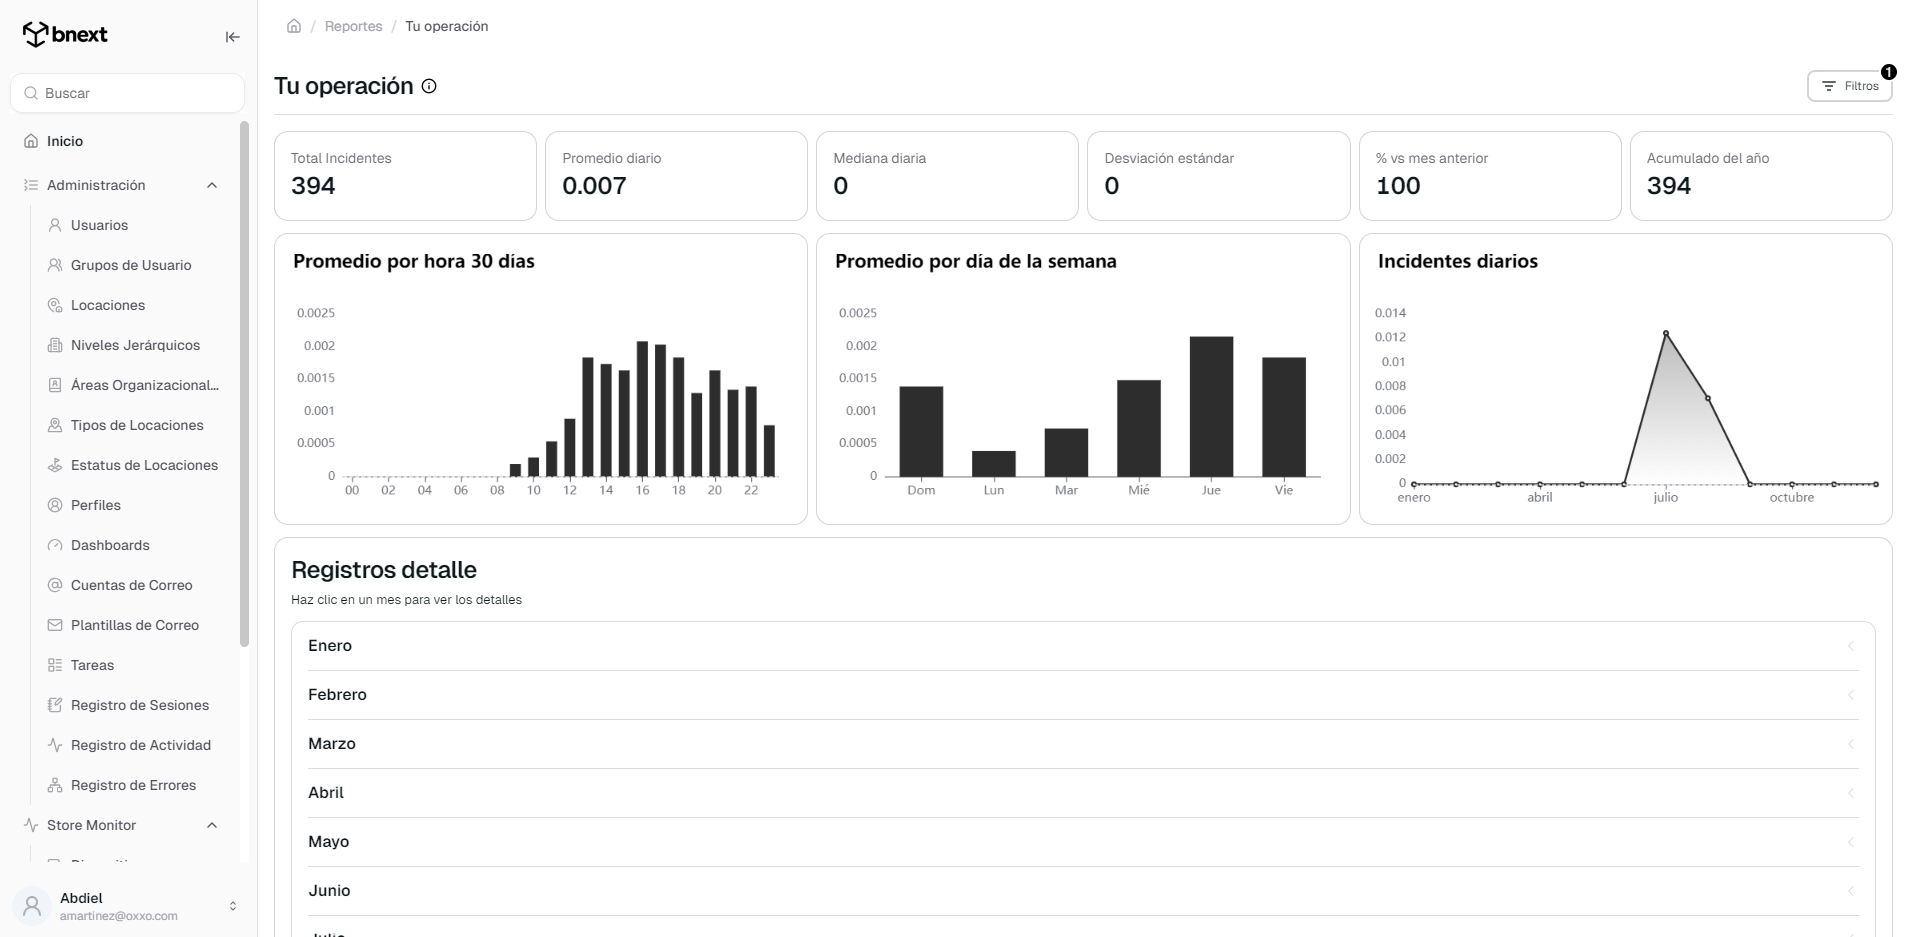 bnext
Buscar
Inicio
Administración
Usuarios
Grupos de Usuario
Locaciones
Niveles Jerárquicos
Áreas Organizacional...
Tipos de Locaciones
Estatus de Locaciones
Perfiles
Dashboards
Cuentas de Correo
Plantillas de Correo
Tareas
Registro de Sesiones
Registro de Actividad
Registro de Errores
Store Monitor
Abdiel
amartinez@oxxo.com
/ Reportes / Tu operación
Tu operación
1
Filtros
Total Incidentes
394
Promedio diario
0.007
Mediana diaria
0
Desviación estándar
0
% vs mes anterior
100
Acumulado del año
394
Promedio por hora 30 días
0.0025
0.002
0.0015
0.001
0.0005
0
00 02 04 06 08 10 12 14 16 18 20 22
Promedio por día de la semana
0.0025
0.002
0.0015
0.001
0.0005
0
Dom Lun Mar Mié Jue Vie
Incidentes diarios
0.014
0.012
0.01
0.008
0.006
0.004
0.002
0
enero abril julio octubre
Registros detalle
Haz clic en un mes para ver los detalles
Enero
Febrero
Marzo
Abril
Mayo
Junio
Julio